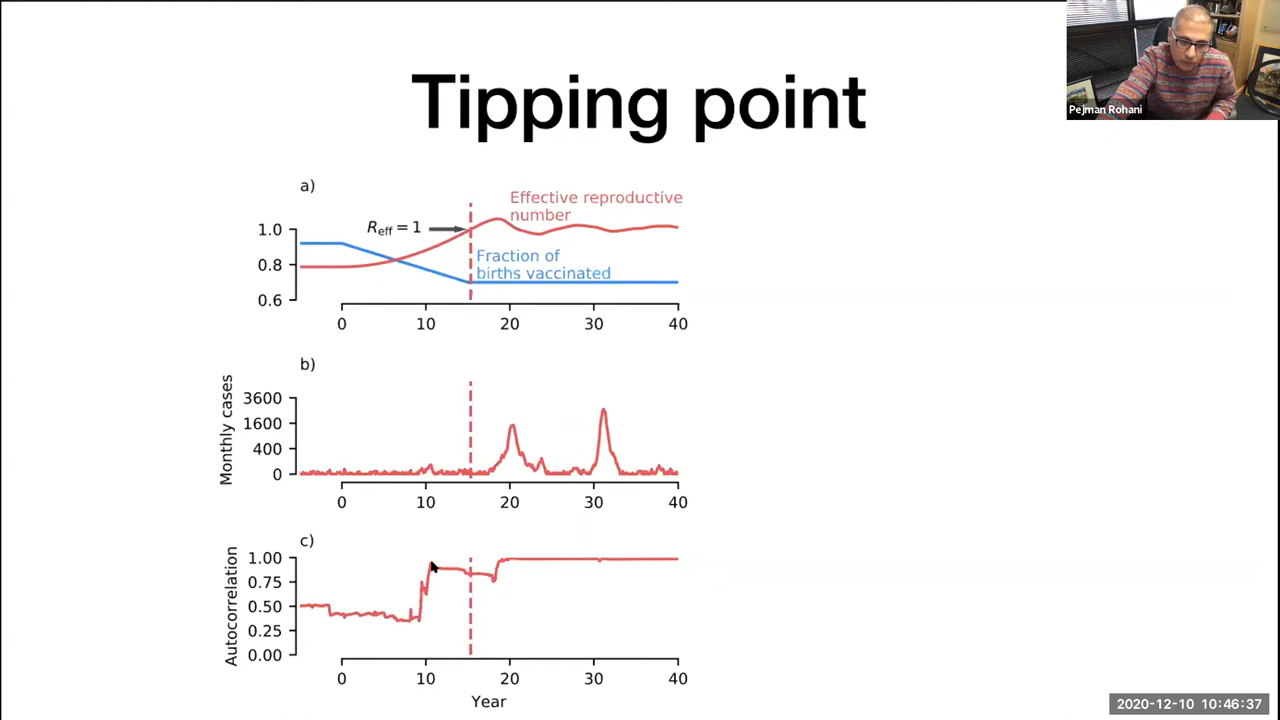 Tipping point
Pejman Rohani
a)
Effective reproductive
number
R_eff = 1
Fraction of
births vaccinated
1.0
0.8
0.6
0 10 20 30 40
b)
Monthly cases
3600
1600
400
0
0 10 20 30 40
c)
Autocorrelation
1.00
0.75
0.50
0.25
0.00
0 10 20 30 40
Year
2020-12-10 10:46:37